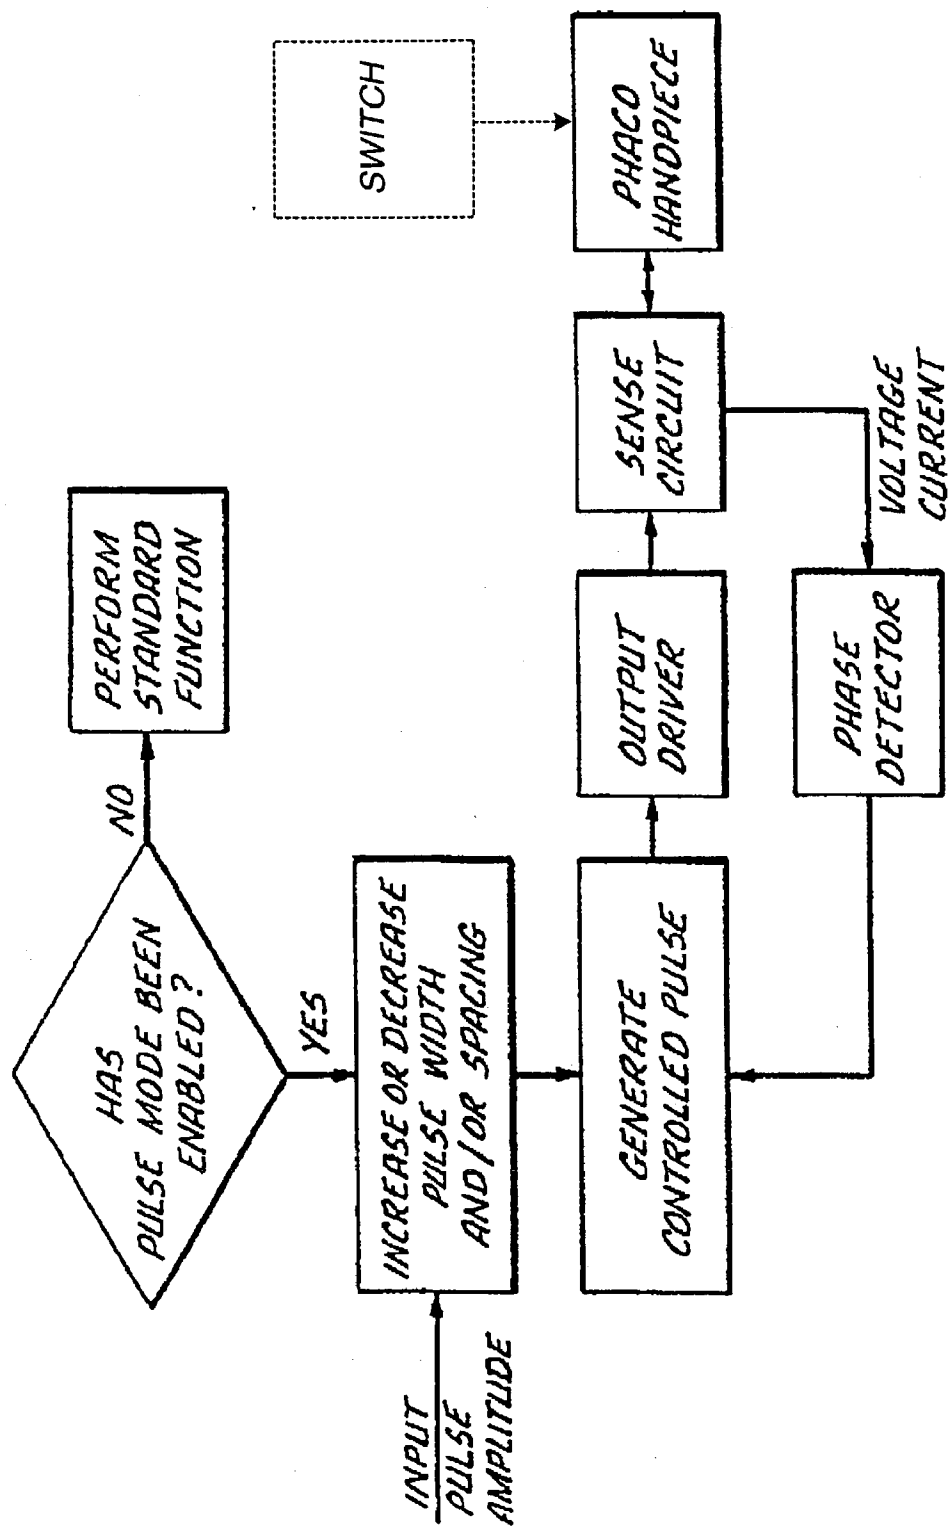 HAS
PULSE MODE BEEN
ENABLED?
NO
PERFORM
STANDARD
FUNCTION
YES
INPUT
PULSE
AMPLITUDE
INCREASE OR DECREASE
PULSE WIDTH
AND/OR SPACING
GENERATE
CONTROLLED PULSE
OUTPUT
DRIVER
SENSE
CIRCUIT
PHACO
HANDPIECE
SWITCH
PHASE
DETECTOR
VOLTAGE
CURRENT